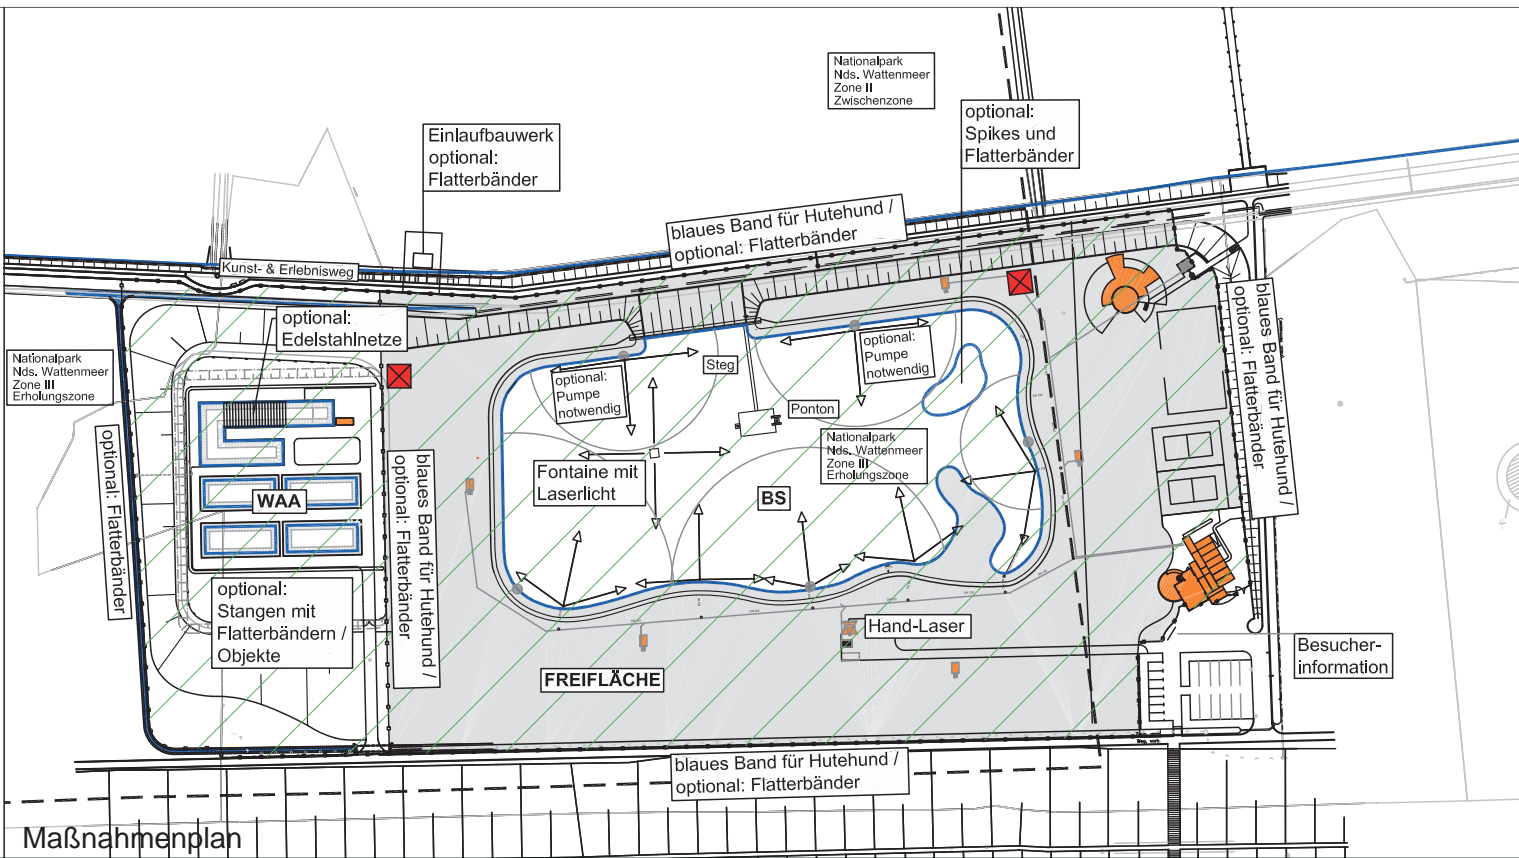 Nationalpark
Nds. Wattenmeer
Zone II
Zwischenzone
optional:
Spikes und
Flatterbänder
Einlaufbauwerk
optional:
Flatterbänder
blaues Band für Hutehund /
optional: Flatterbänder
Kunst- & Erlebnisweg
optional:
Edelstahlnetze
Nationalpark
Nds. Wattenmeer
Zone III
Erholungszone
optional:
Pumpe
notwendig
Steg
optional:
Pumpe
notwendig
Ponton
blaues Band für Hutehund /
optional: Flatterbänder
optional: Flatterbänder
blaues Band für Hutehund /
optional: Flatterbänder
Nationalpark
Nds. Wattenmeer
Zone III
Erholungszone
Fontaine mit
Laserlicht
WAA
BS
optional:
Stangen mit
Flatterbändern /
Objekte
Hand-Laser
FREIFLÄCHE
Besucher-
information
blaues Band für Hutehund /
optional: Flatterbänder
Maßnahmenplan